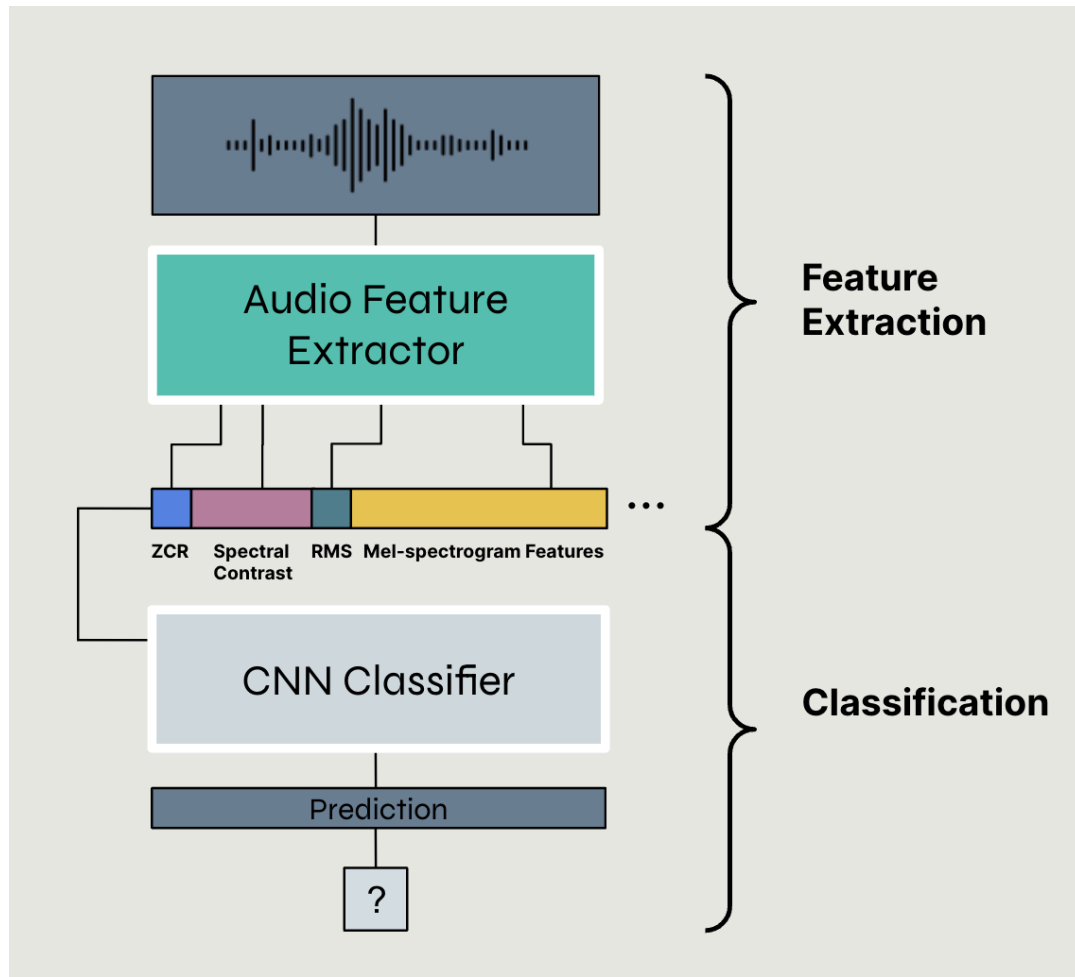 Audio Feature
Extractor
Feature
Extraction
...
ZCR
Spectral
Contrast
RMS
Mel-spectrogram Features
CNN Classifier
Classification
Prediction
?